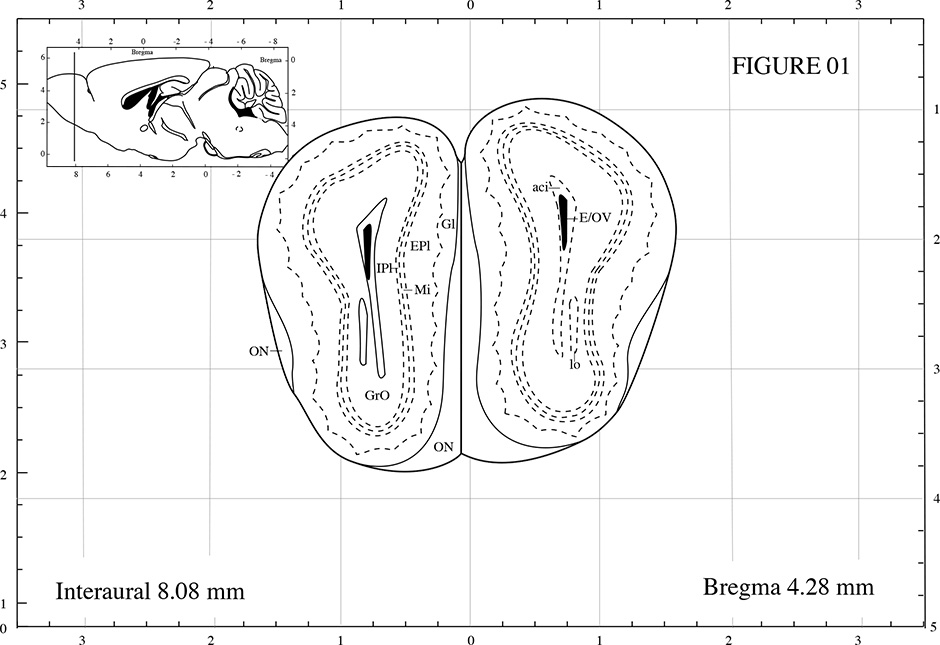 3 2 1 0 1 2 3
4 2 0 -2 -4 -6 -8
Bregma
Bregma 0
6
4
2
0
-2
-4
8 6 4 2 0 -2 -4
FIGURE 01
5
4
3
2
1
0
1
2
3
4
5
aci
E/OV
Gl
EPl
IPl
Mi
ON
lo
GrO
ON
Interaural 8.08 mm
Bregma 4.28 mm
3 2 1 0 1 2 3